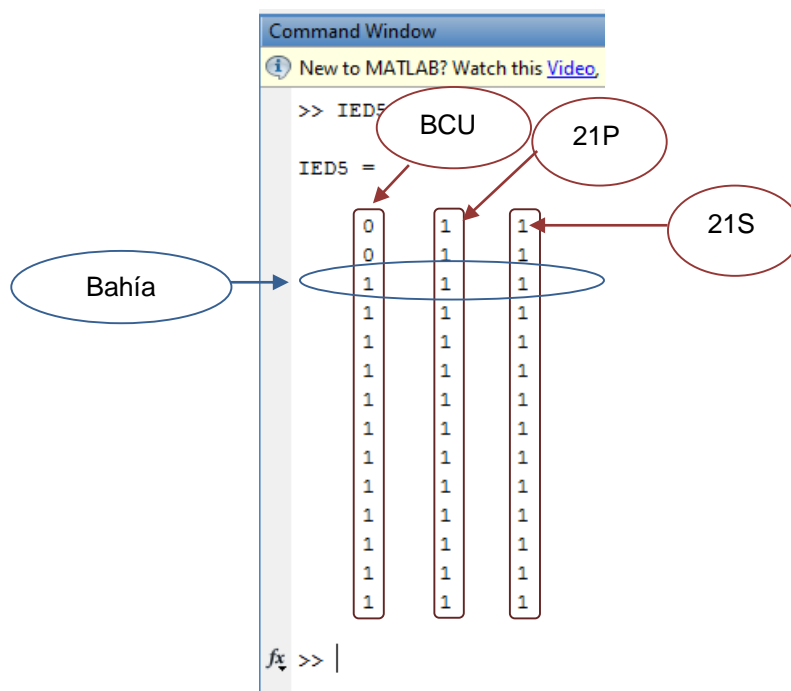 Command Window
New to MATLAB? Watch this Video,
>> IED5
BCU
21P
IED5 =
21S
Bahía
0 1 1
0 1 1
1 1 1
1 1 1
1 1 1
1 1 1
1 1 1
1 1 1
1 1 1
1 1 1
1 1 1
1 1 1
1 1 1
1 1 1
fx >>